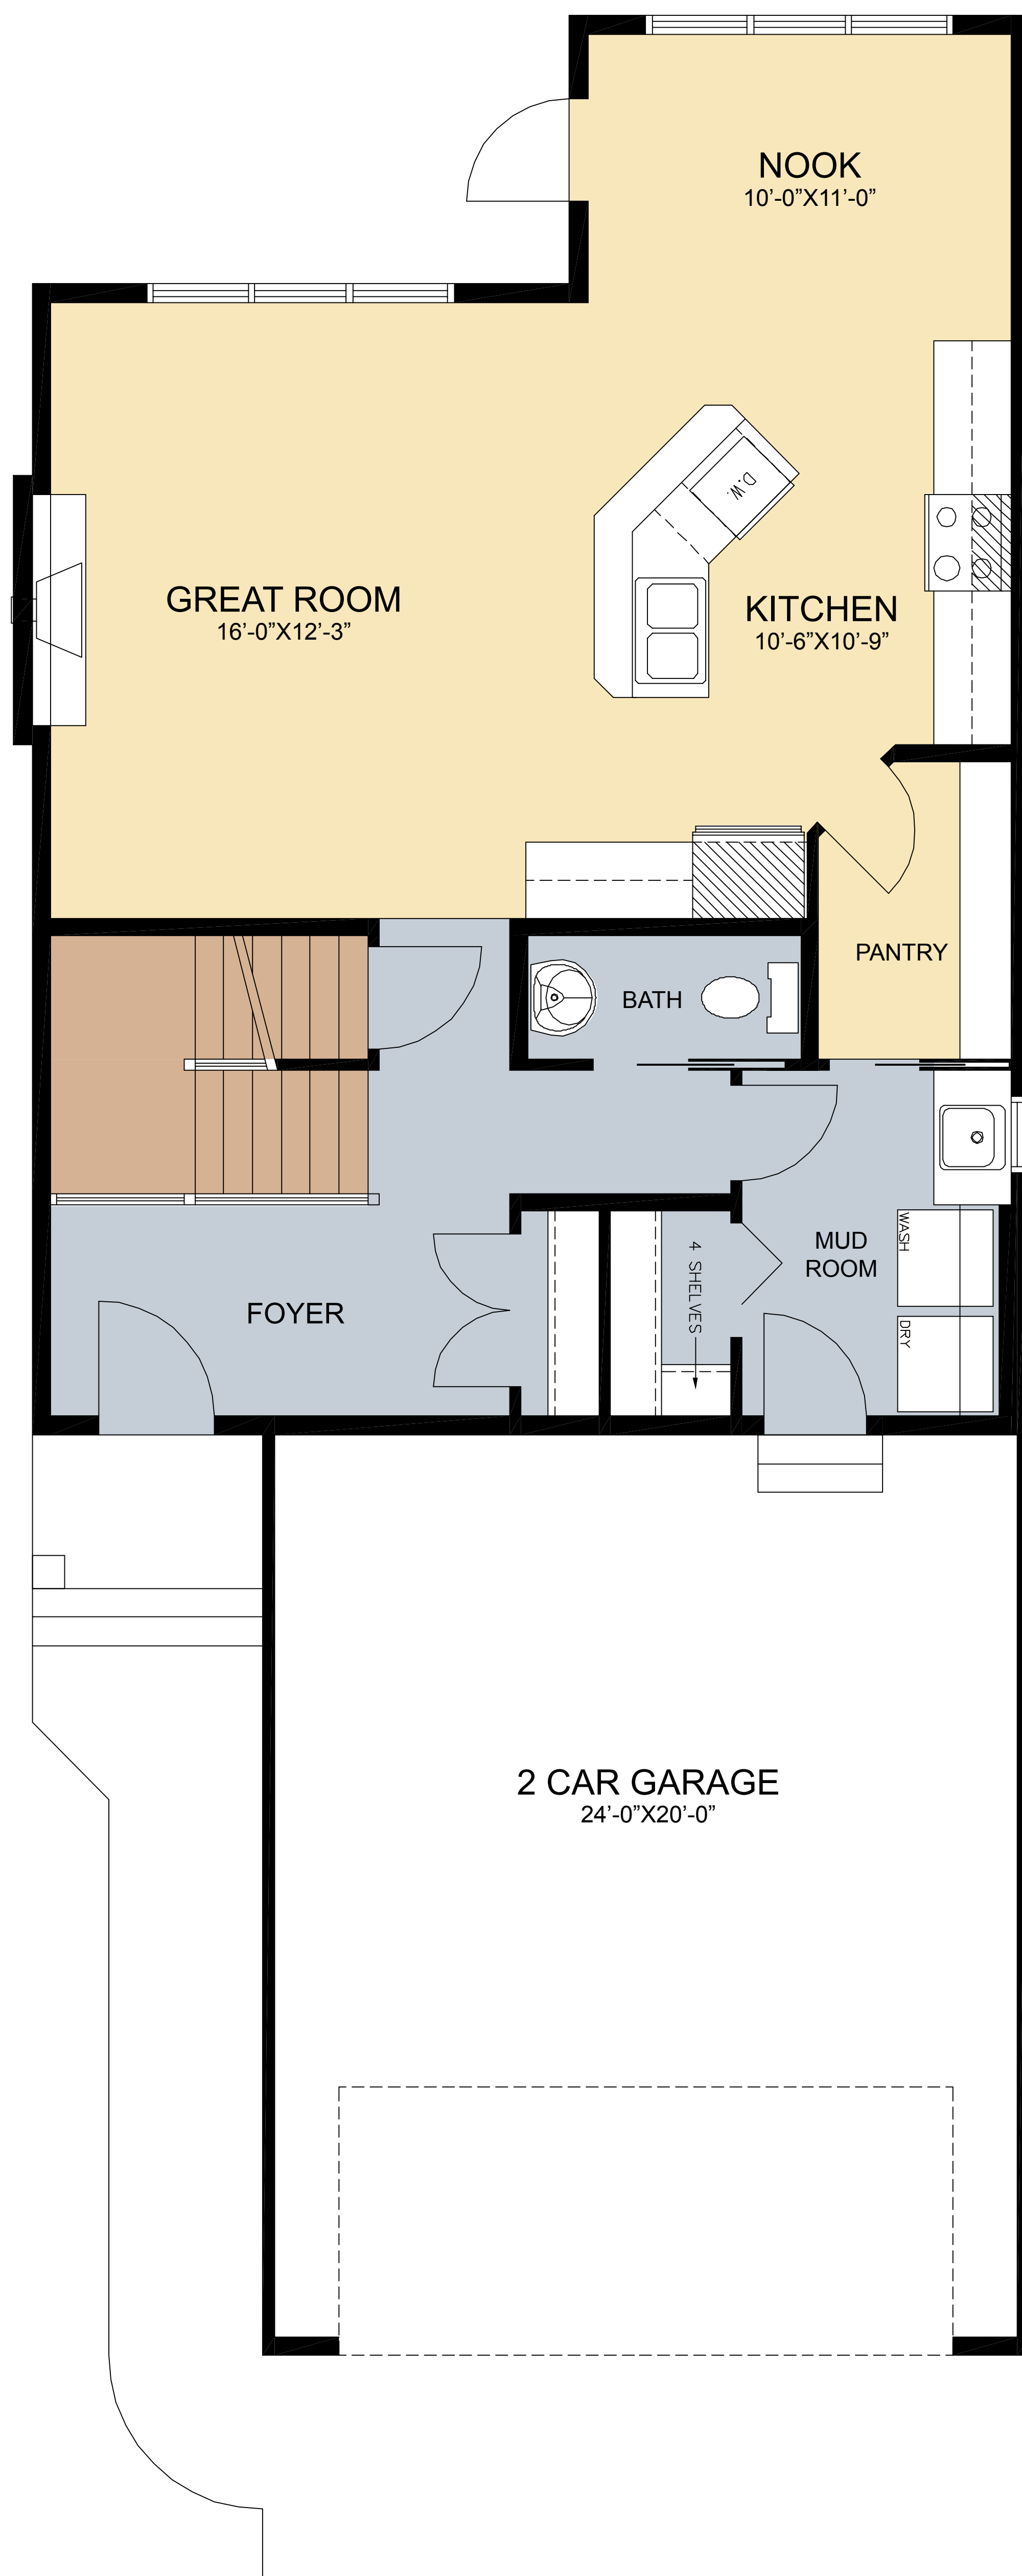 NOOK
10’-0”X11’-0”
D.W.
GREAT ROOM
16’-0”X12’-3”
KITCHEN
10’-6”X10’-9”
PANTRY
BATH
WASH
MUD
ROOM
4 SHELVES
FOYER
DRY
2 CAR GARAGE
24’-0”X20’-0”